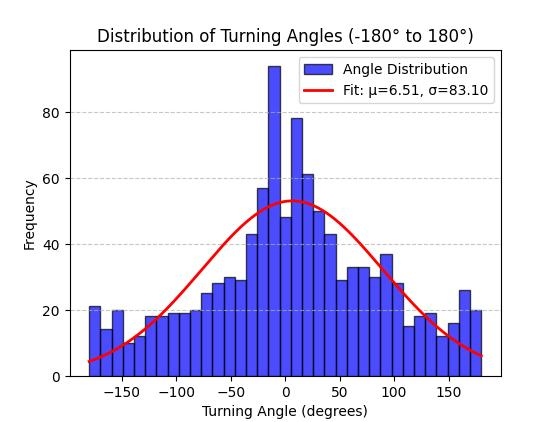 Distribution of Turning Angles (-180° to 180°)
Angle Distribution
Fit: μ=6.51, σ=83.10
Frequency
80
60
40
20
0
−150 −100 −50 0 50 100 150
Turning Angle (degrees)